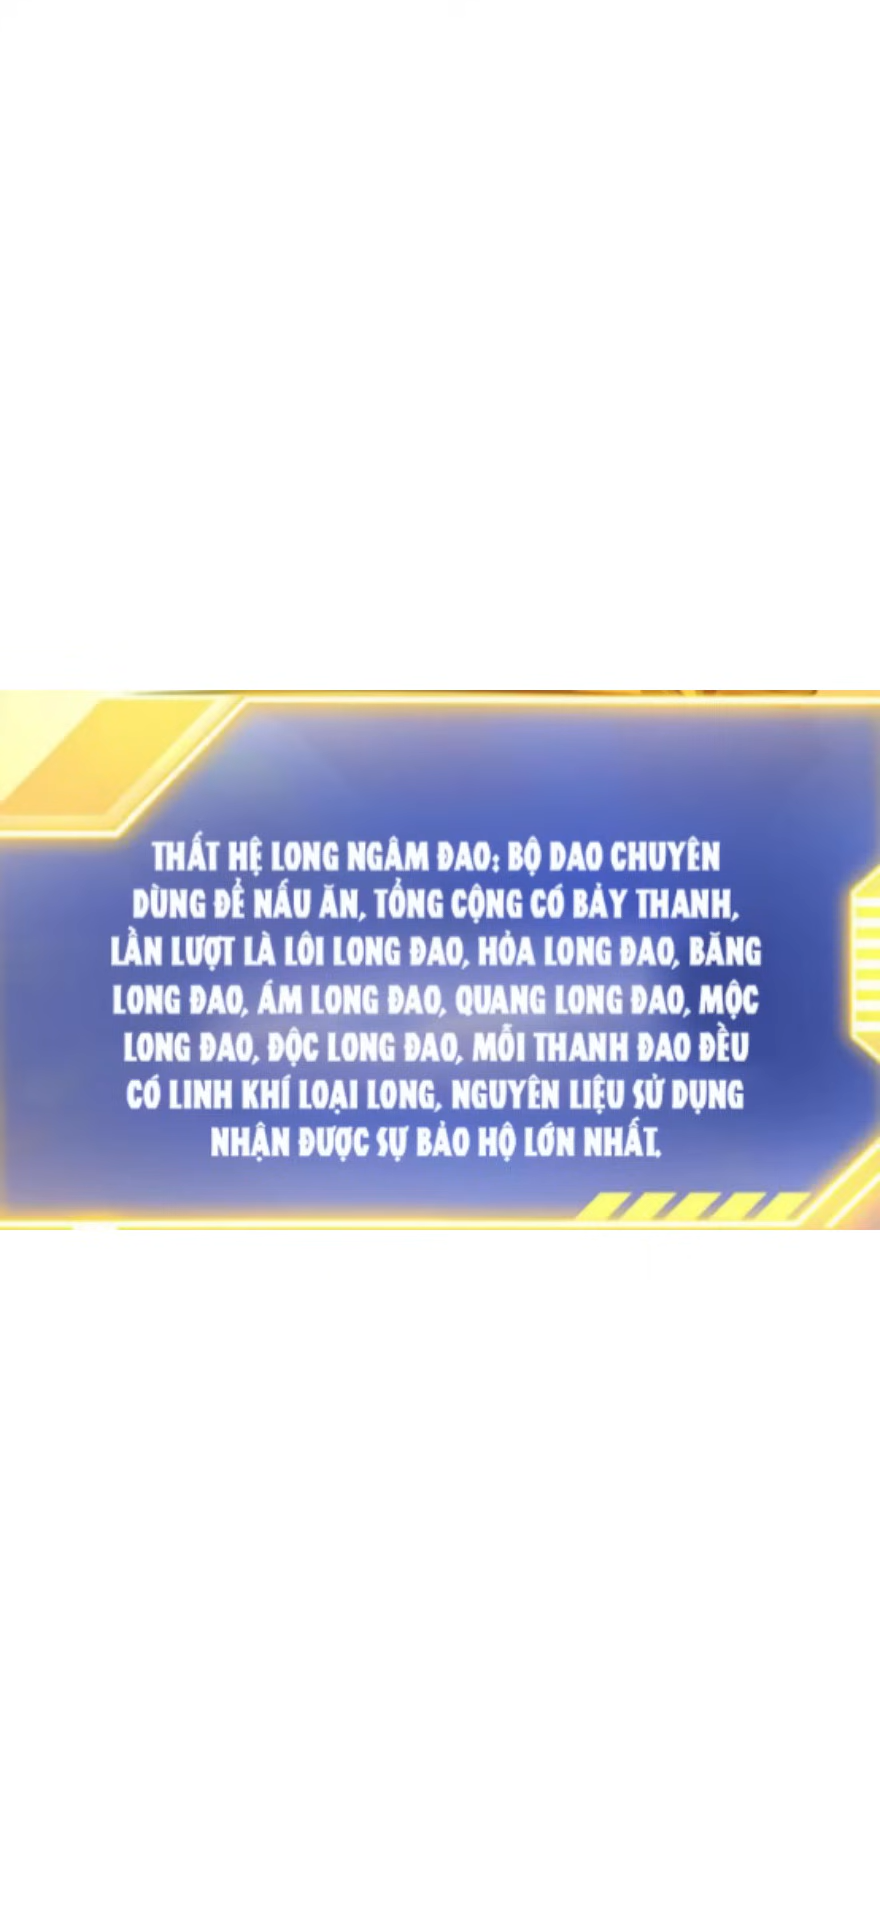 THẤT HỆ LONG NGÂM ĐAO: BỘ DAO CHUYÊN
DÙNG ĐỂ NẤU ĂN, TỔNG CỘNG CÓ BẢY THANH,
LẦN LƯỢT LÀ LÔI LONG ĐAO, HỎA LONG ĐAO, BĂNG
LONG ĐAO, ÁM LONG ĐAO, QUANG LONG ĐAO, MỘC
LONG ĐAO, ĐỘC LONG ĐAO, MỖI THANH ĐAO ĐỀU
CÓ LINH KHÍ LOẠI LONG, NGUYÊN LIỆU SỬ DỤNG
NHẬN ĐƯỢC SỰ BẢO HỘ LỚN NHẤT.